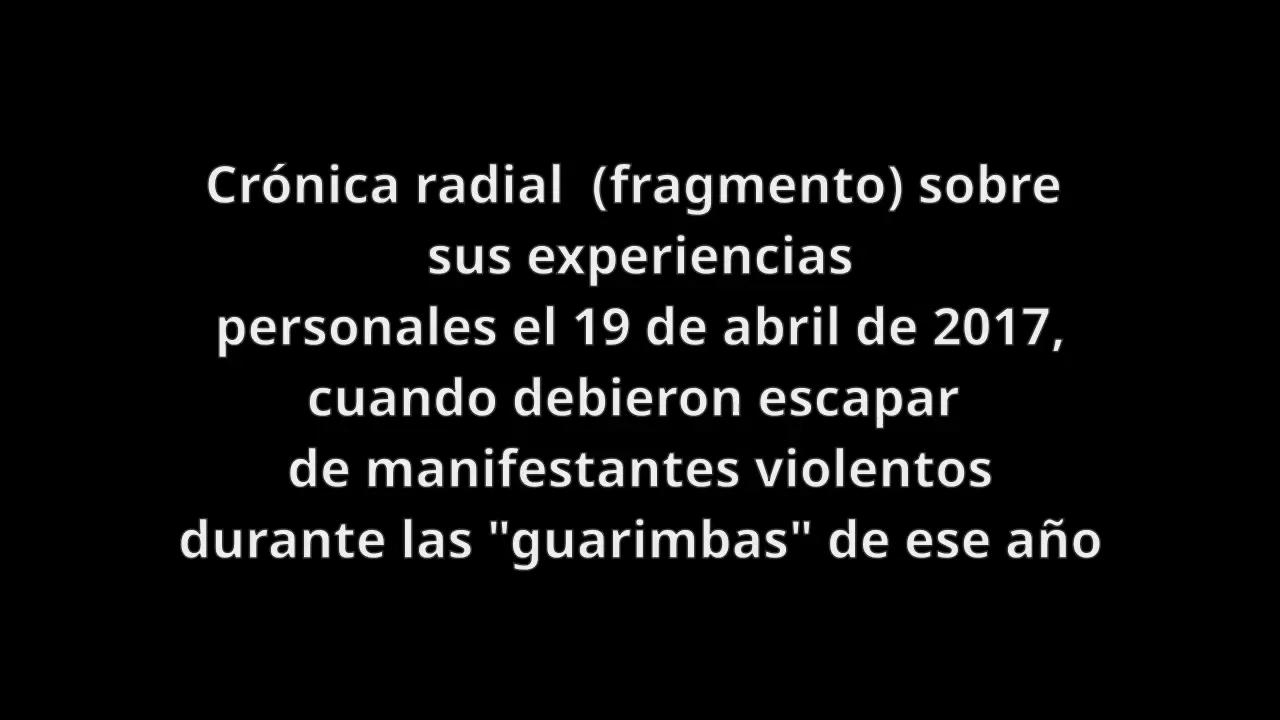 Crónica radial  (fragmento) sobre
sus experiencias
personales el 19 de abril de 2017,
cuando debieron escapar
de manifestantes violentos
durante las "guarimbas" de ese año